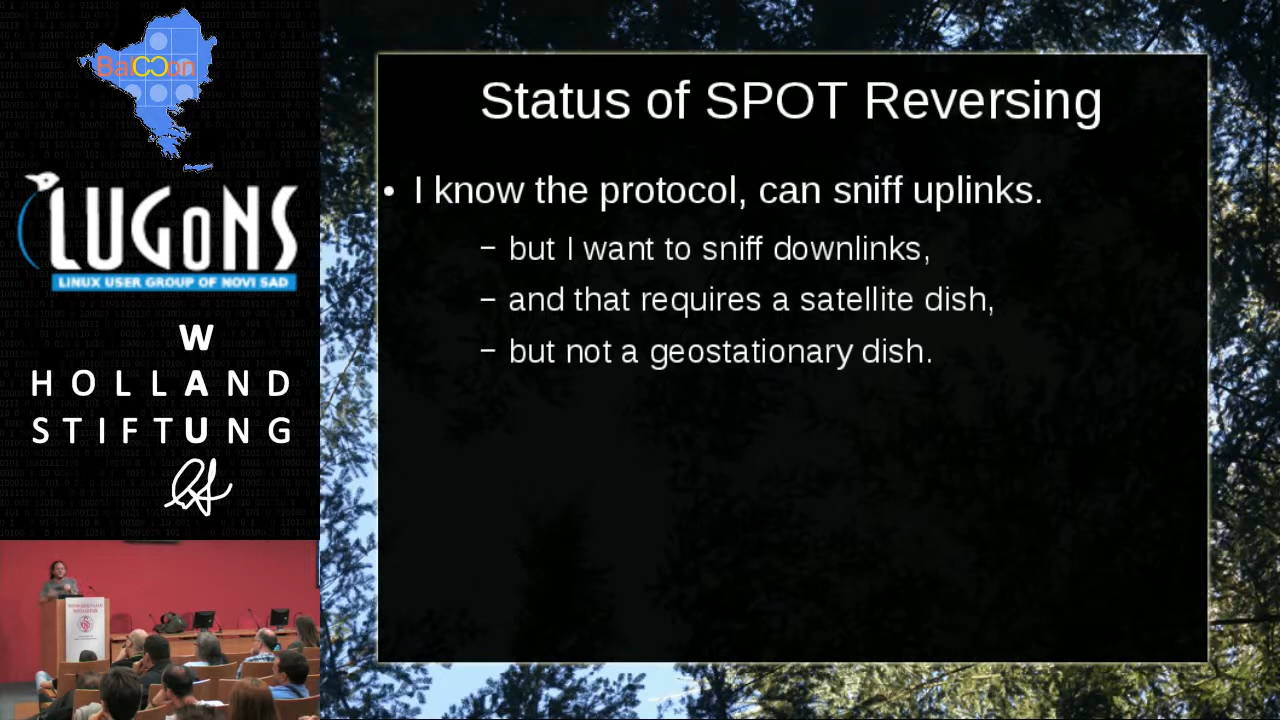 BalCCon
LUGoNS
LINUX USER GROUP OF NOVI SAD
W
HOLLAND
STIFTUNG
Status of SPOT Reversing
• I know the protocol, can sniff uplinks.
– but I want to sniff downlinks,
– and that requires a satellite dish,
– but not a geostationary dish.